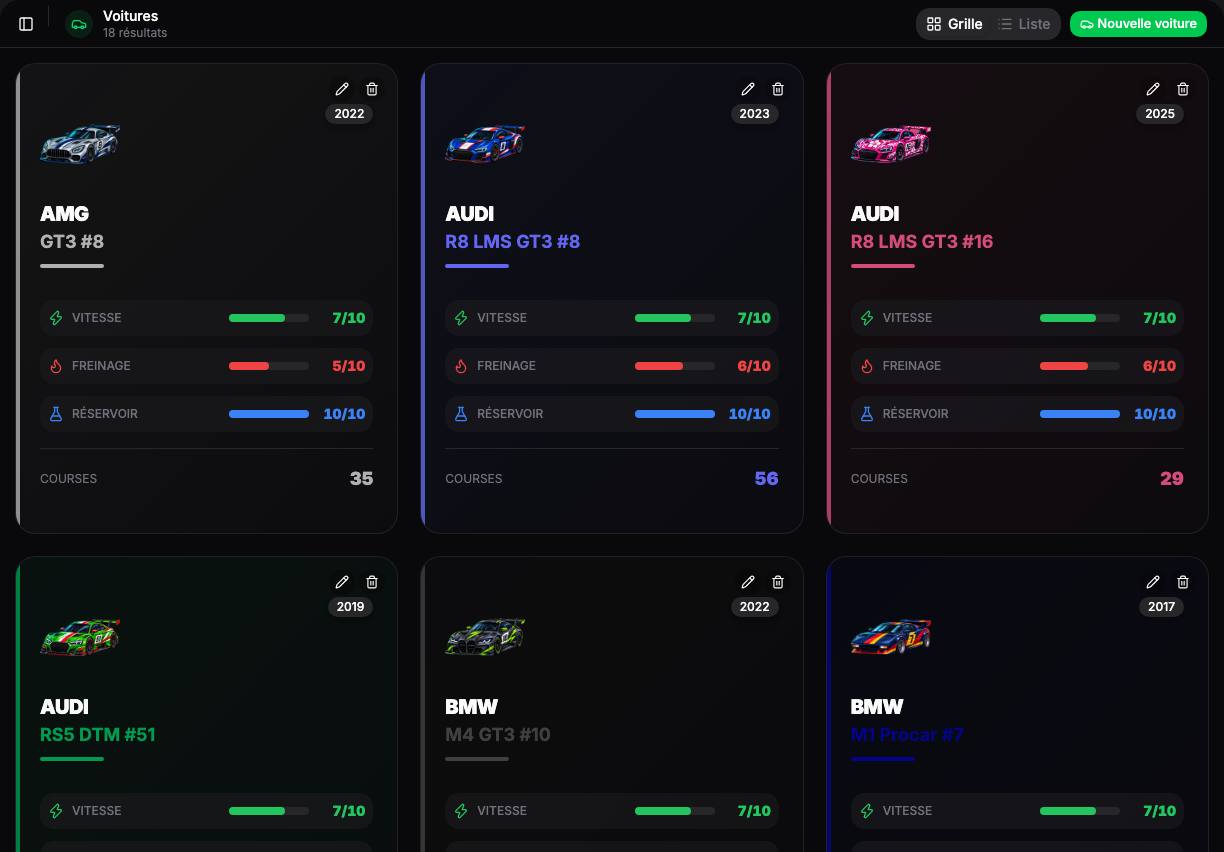 Voitures
18 résultats
Grille
Liste
Nouvelle voiture
2022
AMG
GT3 #8
VITESSE
7/10
FREINAGE
5/10
RÉSERVOIR
10/10
COURSES
35
2023
AUDI
R8 LMS GT3 #8
VITESSE
7/10
FREINAGE
6/10
RÉSERVOIR
10/10
COURSES
56
2025
AUDI
R8 LMS GT3 #16
VITESSE
7/10
FREINAGE
6/10
RÉSERVOIR
10/10
COURSES
29
2019
AUDI
RS5 DTM #51
VITESSE
7/10
2022
BMW
M4 GT3 #10
VITESSE
7/10
2017
BMW
M1 Procar #7
VITESSE
7/10